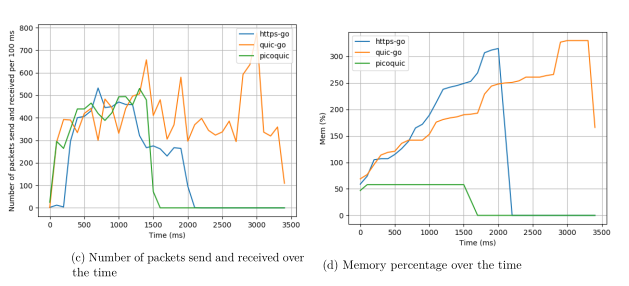 800
700
600
500
400
300
200
100
0
Number of packets send and received per 100 ms
https-go
quic-go
picoquic
0 500 1000 1500 2000 2500 3000 3500
Time (ms)
(c) Number of packets send and received over
the time
300
250
200
150
100
50
0
Mem (%)
https-go
quic-go
picoquic
0 500 1000 1500 2000 2500 3000 3500
Time (ms)
(d) Memory percentage over the time